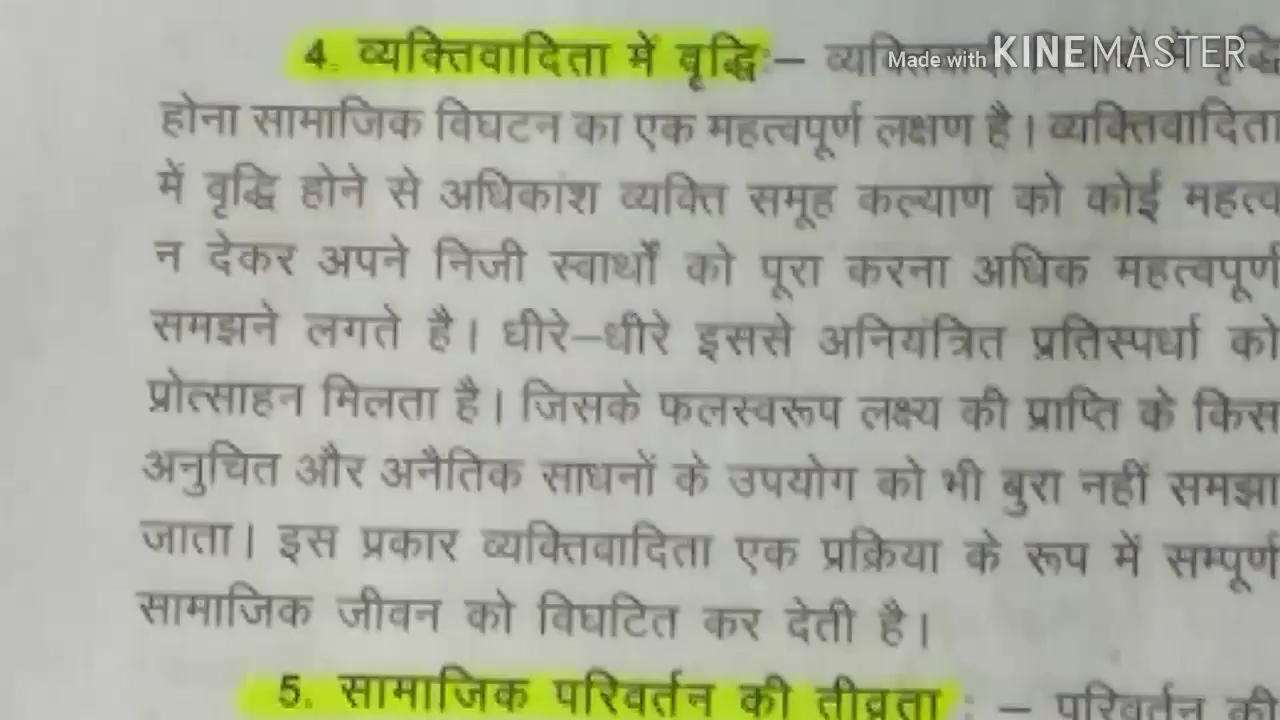 4. व्यक्तिवादिता में वृद्धि :– Made with KINEMASTER
होना सामाजिक विघटन का एक महत्वपूर्ण लक्षण है। व्यक्तिवादिता
में वृद्धि होने से अधिकांश व्यक्ति समूह कल्याण को कोई महत्व
न देकर अपने निजी स्वार्थों को पूरा करना अधिक महत्वपूर्ण
समझने लगते है। धीरे–धीरे इससे अनियंत्रित प्रतिस्पर्धा को
प्रोत्साहन मिलता है। जिसके फलस्वरूप लक्ष्य की प्राप्ति के किस
अनुचित और अनैतिक साधनों के उपयोग को भी बुरा नहीं समझा
जाता। इस प्रकार व्यक्तिवादिता एक प्रक्रिया के रूप में सम्पूर्ण
सामाजिक जीवन को विघटित कर देती है।
5. सामाजिक परिवर्तन की तीव्रता : – परिवर्तन की